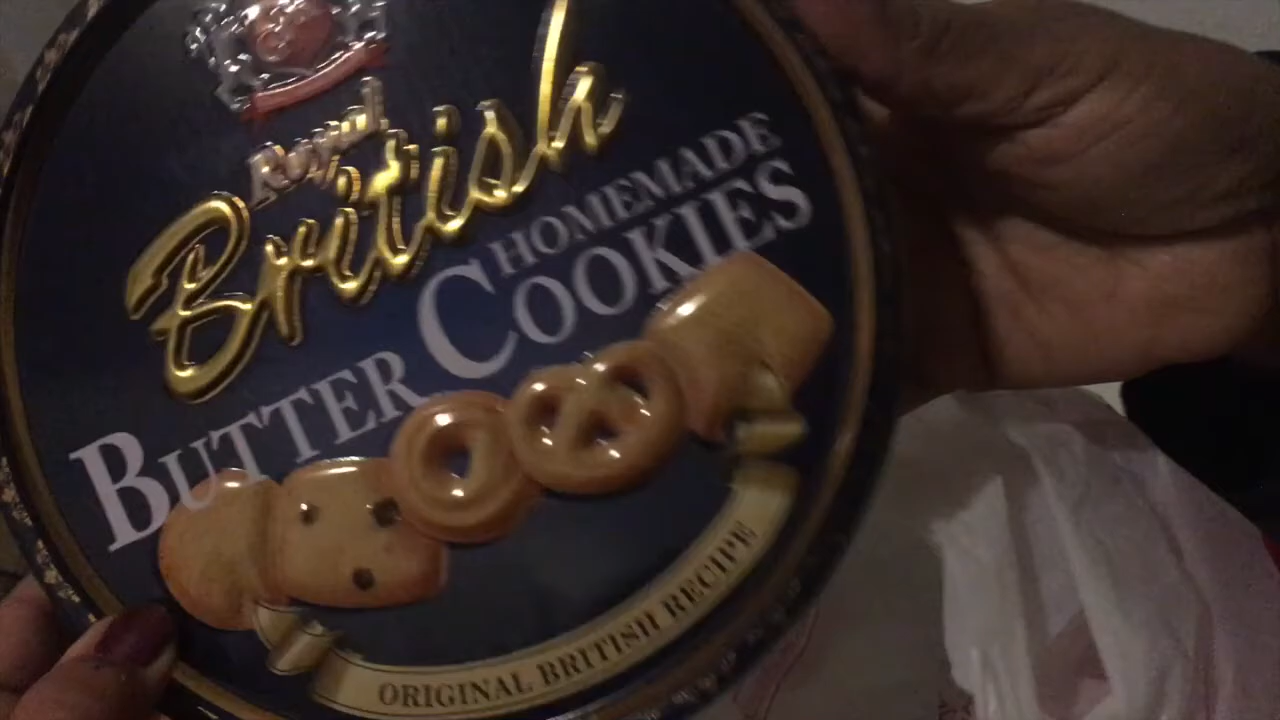 Royal
British
HOMEMADE
BUTTER COOKIES
ORIGINAL BRITISH RECIPE